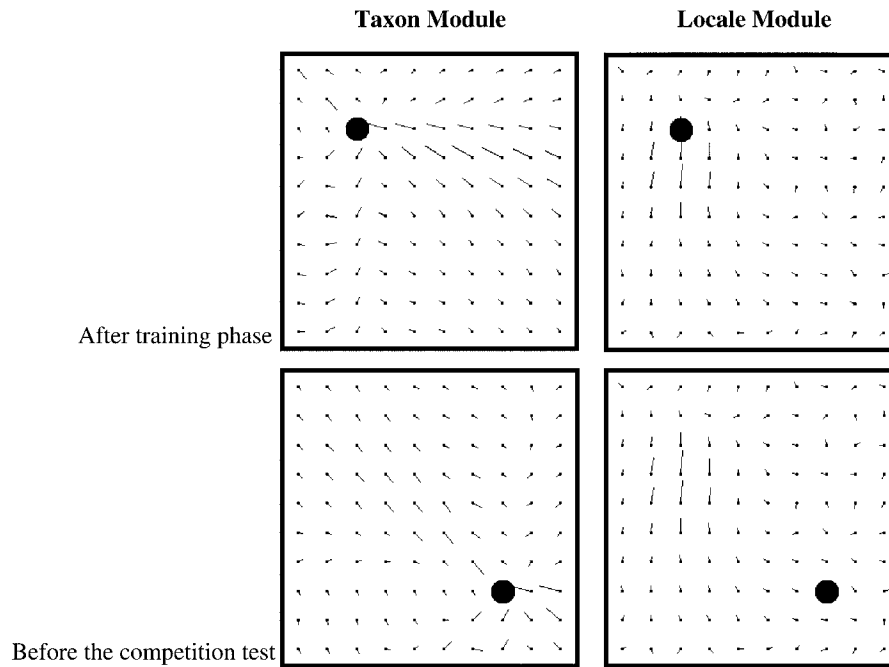 Taxon Module
Locale Module
After training phase
Before the competition test